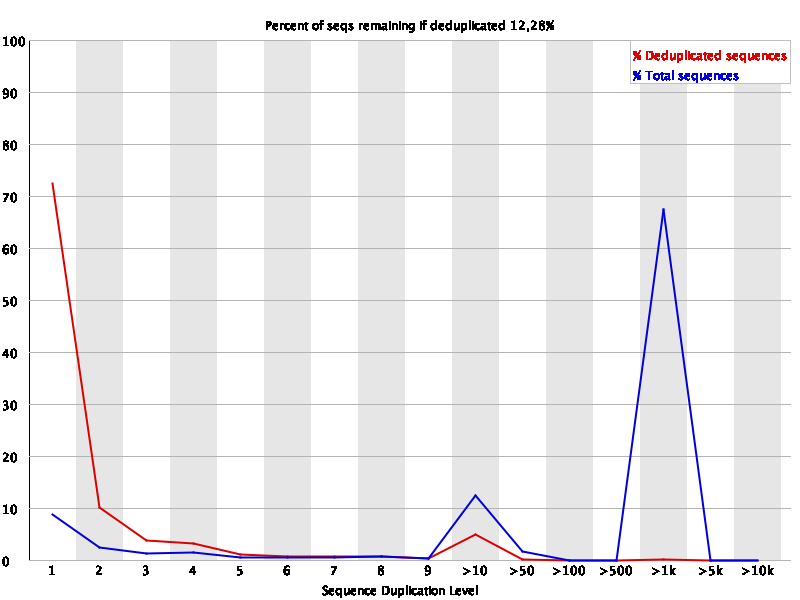 Percent of seqs remaining if deduplicated 12,28%
% Deduplicated sequences
% Total sequences
100
90
80
70
60
50
40
30
20
10
0
1 2 3 4 5 6 7 8 9 >10 >50 >100 >500 >1k >5k >10k
Sequence Duplication Level